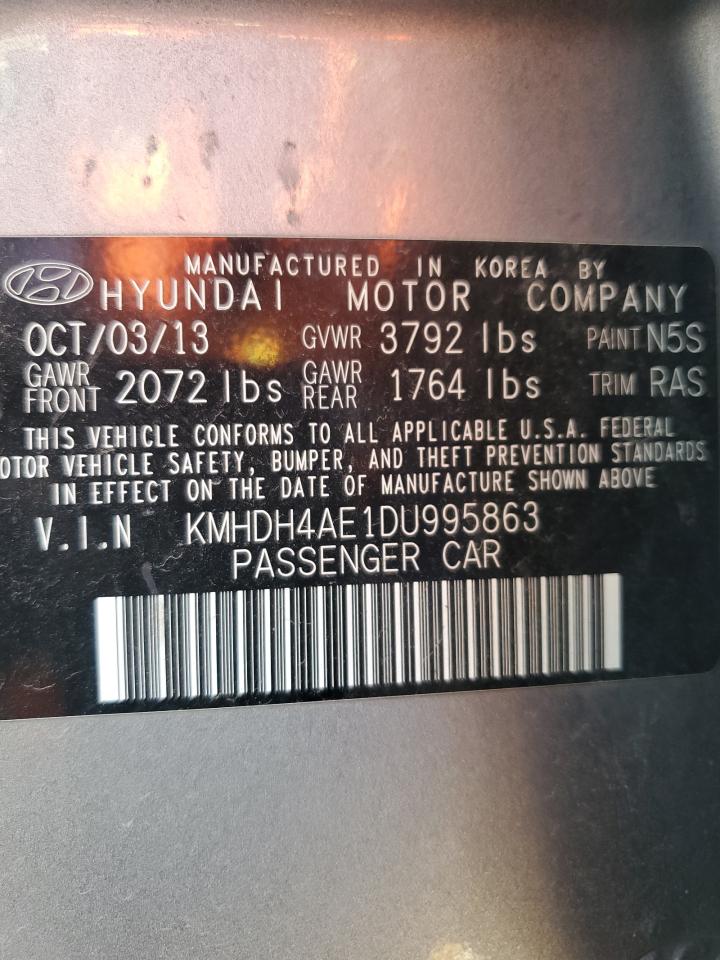 MANUFACTURED IN KOREA BY
HYUNDAI MOTOR COMPANY
OCT/03/13 GVWR 3792 lbs PAINT N5S
GAWR FRONT 2072 lbs GAWR REAR 1764 lbs TRIM RAS
THIS VEHICLE CONFORMS TO ALL APPLICABLE U.S.A. FEDERAL
OTOR VEHICLE SAFETY, BUMPER, AND THEFT PREVENTION STANDARDS
IN EFFECT ON THE DATE OF MANUFACTURE SHOWN ABOVE
V.I.N KMHDH4AE1DU995863
PASSENGER CAR